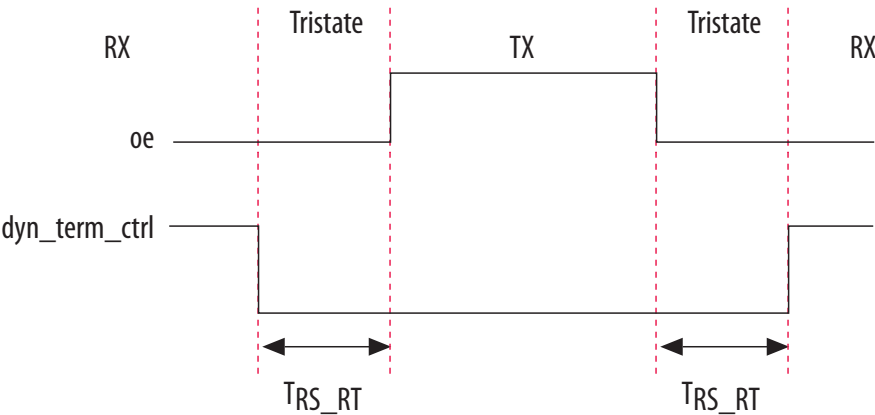 Tristate
Tristate
RX
TX
RX
oe
dyn_term_ctrl
TRS_RT
TRS_RT